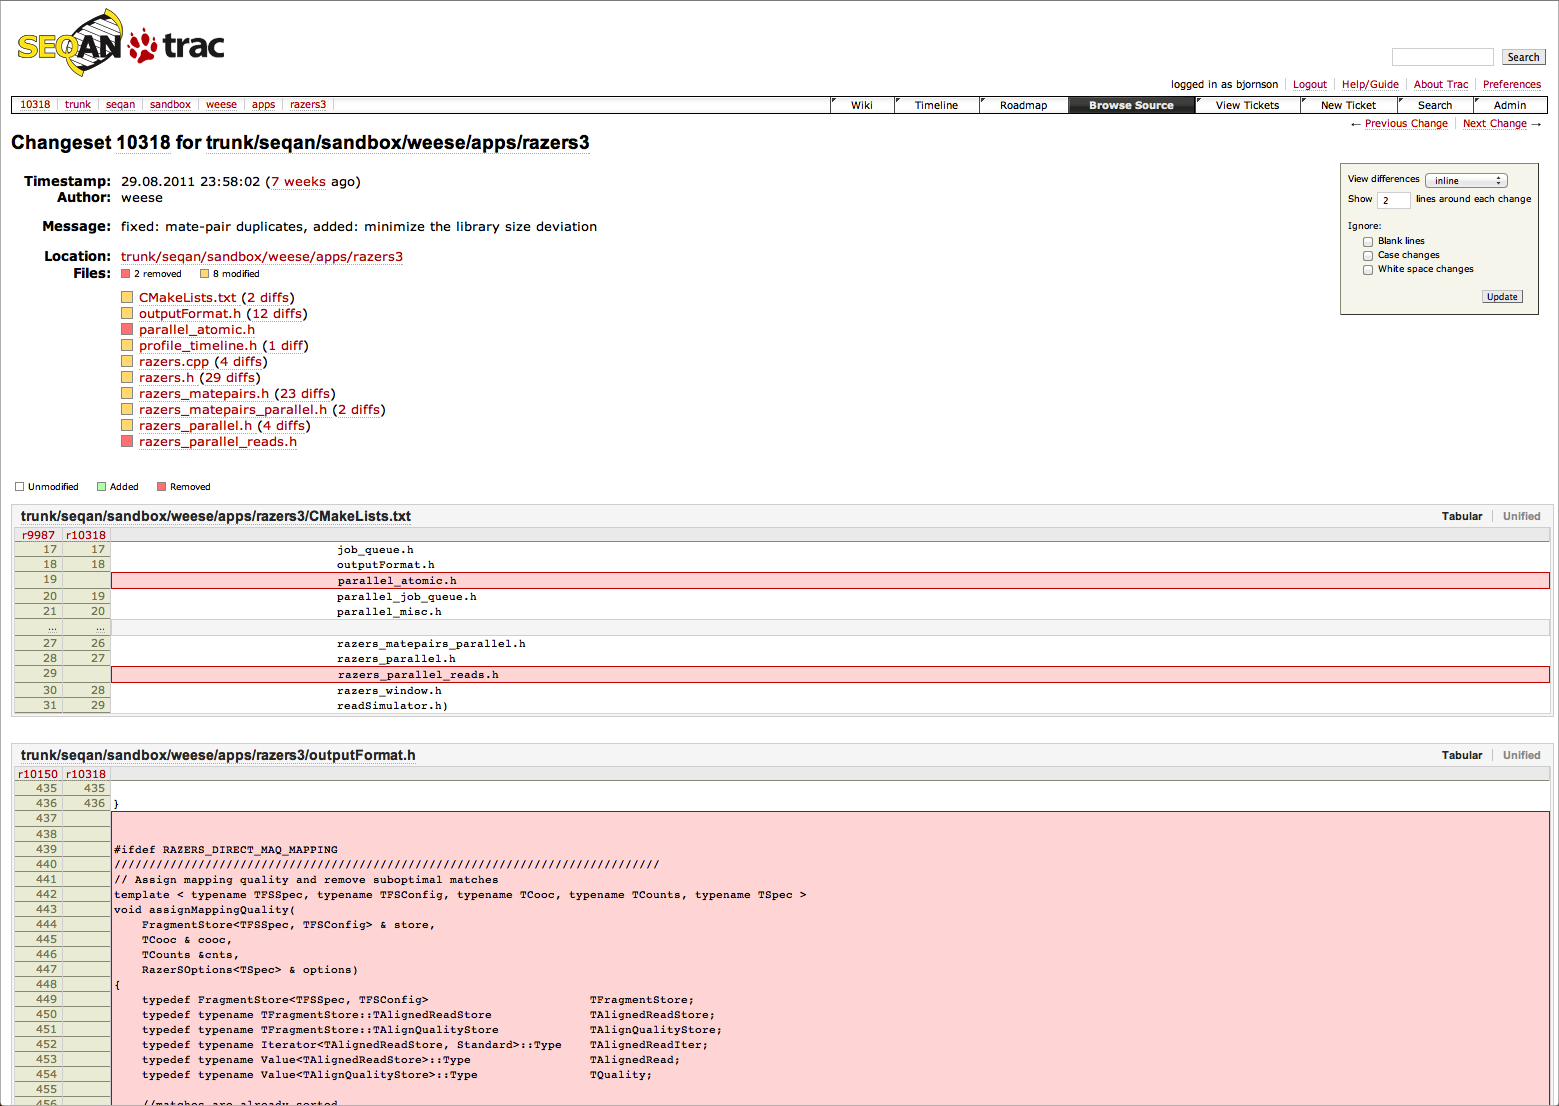 SEQAN trac
Search
logged in as bjornson Logout Help/Guide About Trac Preferences
10318 trunk seqan sandbox weese apps razers3 Wiki Timeline Roadmap Browse Source View Tickets New Ticket Search Admin
← Previous Change Next Change →
Changeset 10318 for trunk/seqan/sandbox/weese/apps/razers3
Timestamp: 29.08.2011 23:58:02 (7 weeks ago)
Author: weese
Message: fixed: mate-pair duplicates, added: minimize the library size deviation
Location: trunk/seqan/sandbox/weese/apps/razers3
Files: 2 removed 8 modified
CMakeLists.txt (2 diffs)
outputFormat.h (12 diffs)
parallel_atomic.h
profile_timeline.h (1 diff)
razers.cpp (4 diffs)
razers.h (29 diffs)
razers_matepairs.h (23 diffs)
razers_matepairs_parallel.h (2 diffs)
razers_parallel.h (4 diffs)
razers_parallel_reads.h
View differences inline
Show 2 lines around each change
Ignore:
Blank lines
Case changes
White space changes
Update
Unmodified Added Removed
trunk/seqan/sandbox/weese/apps/razers3/CMakeLists.txt Tabular Unified
r9987 r10318
17 17 job_queue.h
18 18 outputFormat.h
19 parallel_atomic.h
20 19 parallel_job_queue.h
21 20 parallel_misc.h
... ...
27 26 razers_matepairs_parallel.h
28 27 razers_parallel.h
29 razers_parallel_reads.h
30 28 razers_window.h
31 29 readSimulator.h)
trunk/seqan/sandbox/weese/apps/razers3/outputFormat.h Tabular Unified
r10150 r10318
435 435
436 436 }
437
438
439 #ifdef RAZERS_DIRECT_MAQ_MAPPING
440 //////////////////////////////////////////////////////////////////////////////
441 // Assign mapping quality and remove suboptimal matches
442 template < typename TFSSpec, typename TFSConfig, typename TCooc, typename TCounts, typename TSpec >
443 void assignMappingQuality(
444 FragmentStore<TFSSpec, TFSConfig> & store,
445 TCooc & cooc,
446 TCounts &cnts,
447 RazerSOptions<TSpec> & options)
448 {
449 typedef FragmentStore<TFSSpec, TFSConfig> TFragmentStore;
450 typedef typename TFragmentStore::TAlignedReadStore TAlignedReadStore;
451 typedef typename TFragmentStore::TAlignQualityStore TAlignQualityStore;
452 typedef typename Iterator<TAlignedReadStore, Standard>::Type TAlignedReadIter;
453 typedef typename Value<TAlignedReadStore>::Type TAlignedRead;
454 typedef typename Value<TAlignQualityStore>::Type TQuality;
455
456 //matches are already sorted